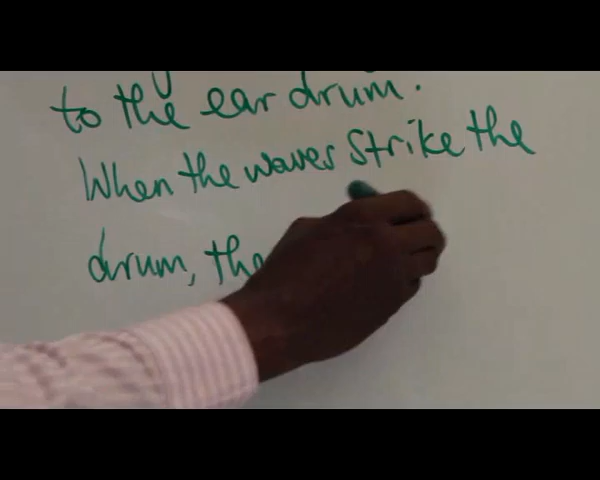 to the ear drum.
When the waves strike the
drum, the